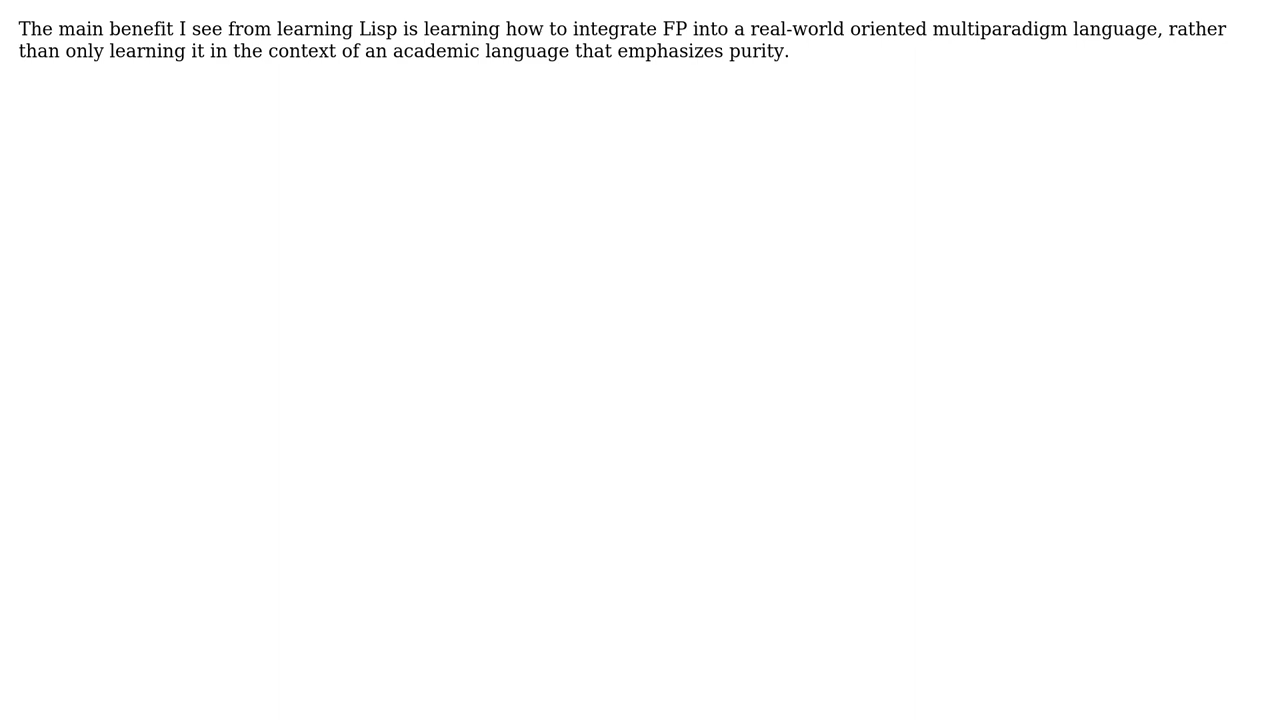 The main benefit I see from learning Lisp is learning how to integrate FP into a real-world oriented multiparadigm language, rather
than only learning it in the context of an academic language that emphasizes purity.